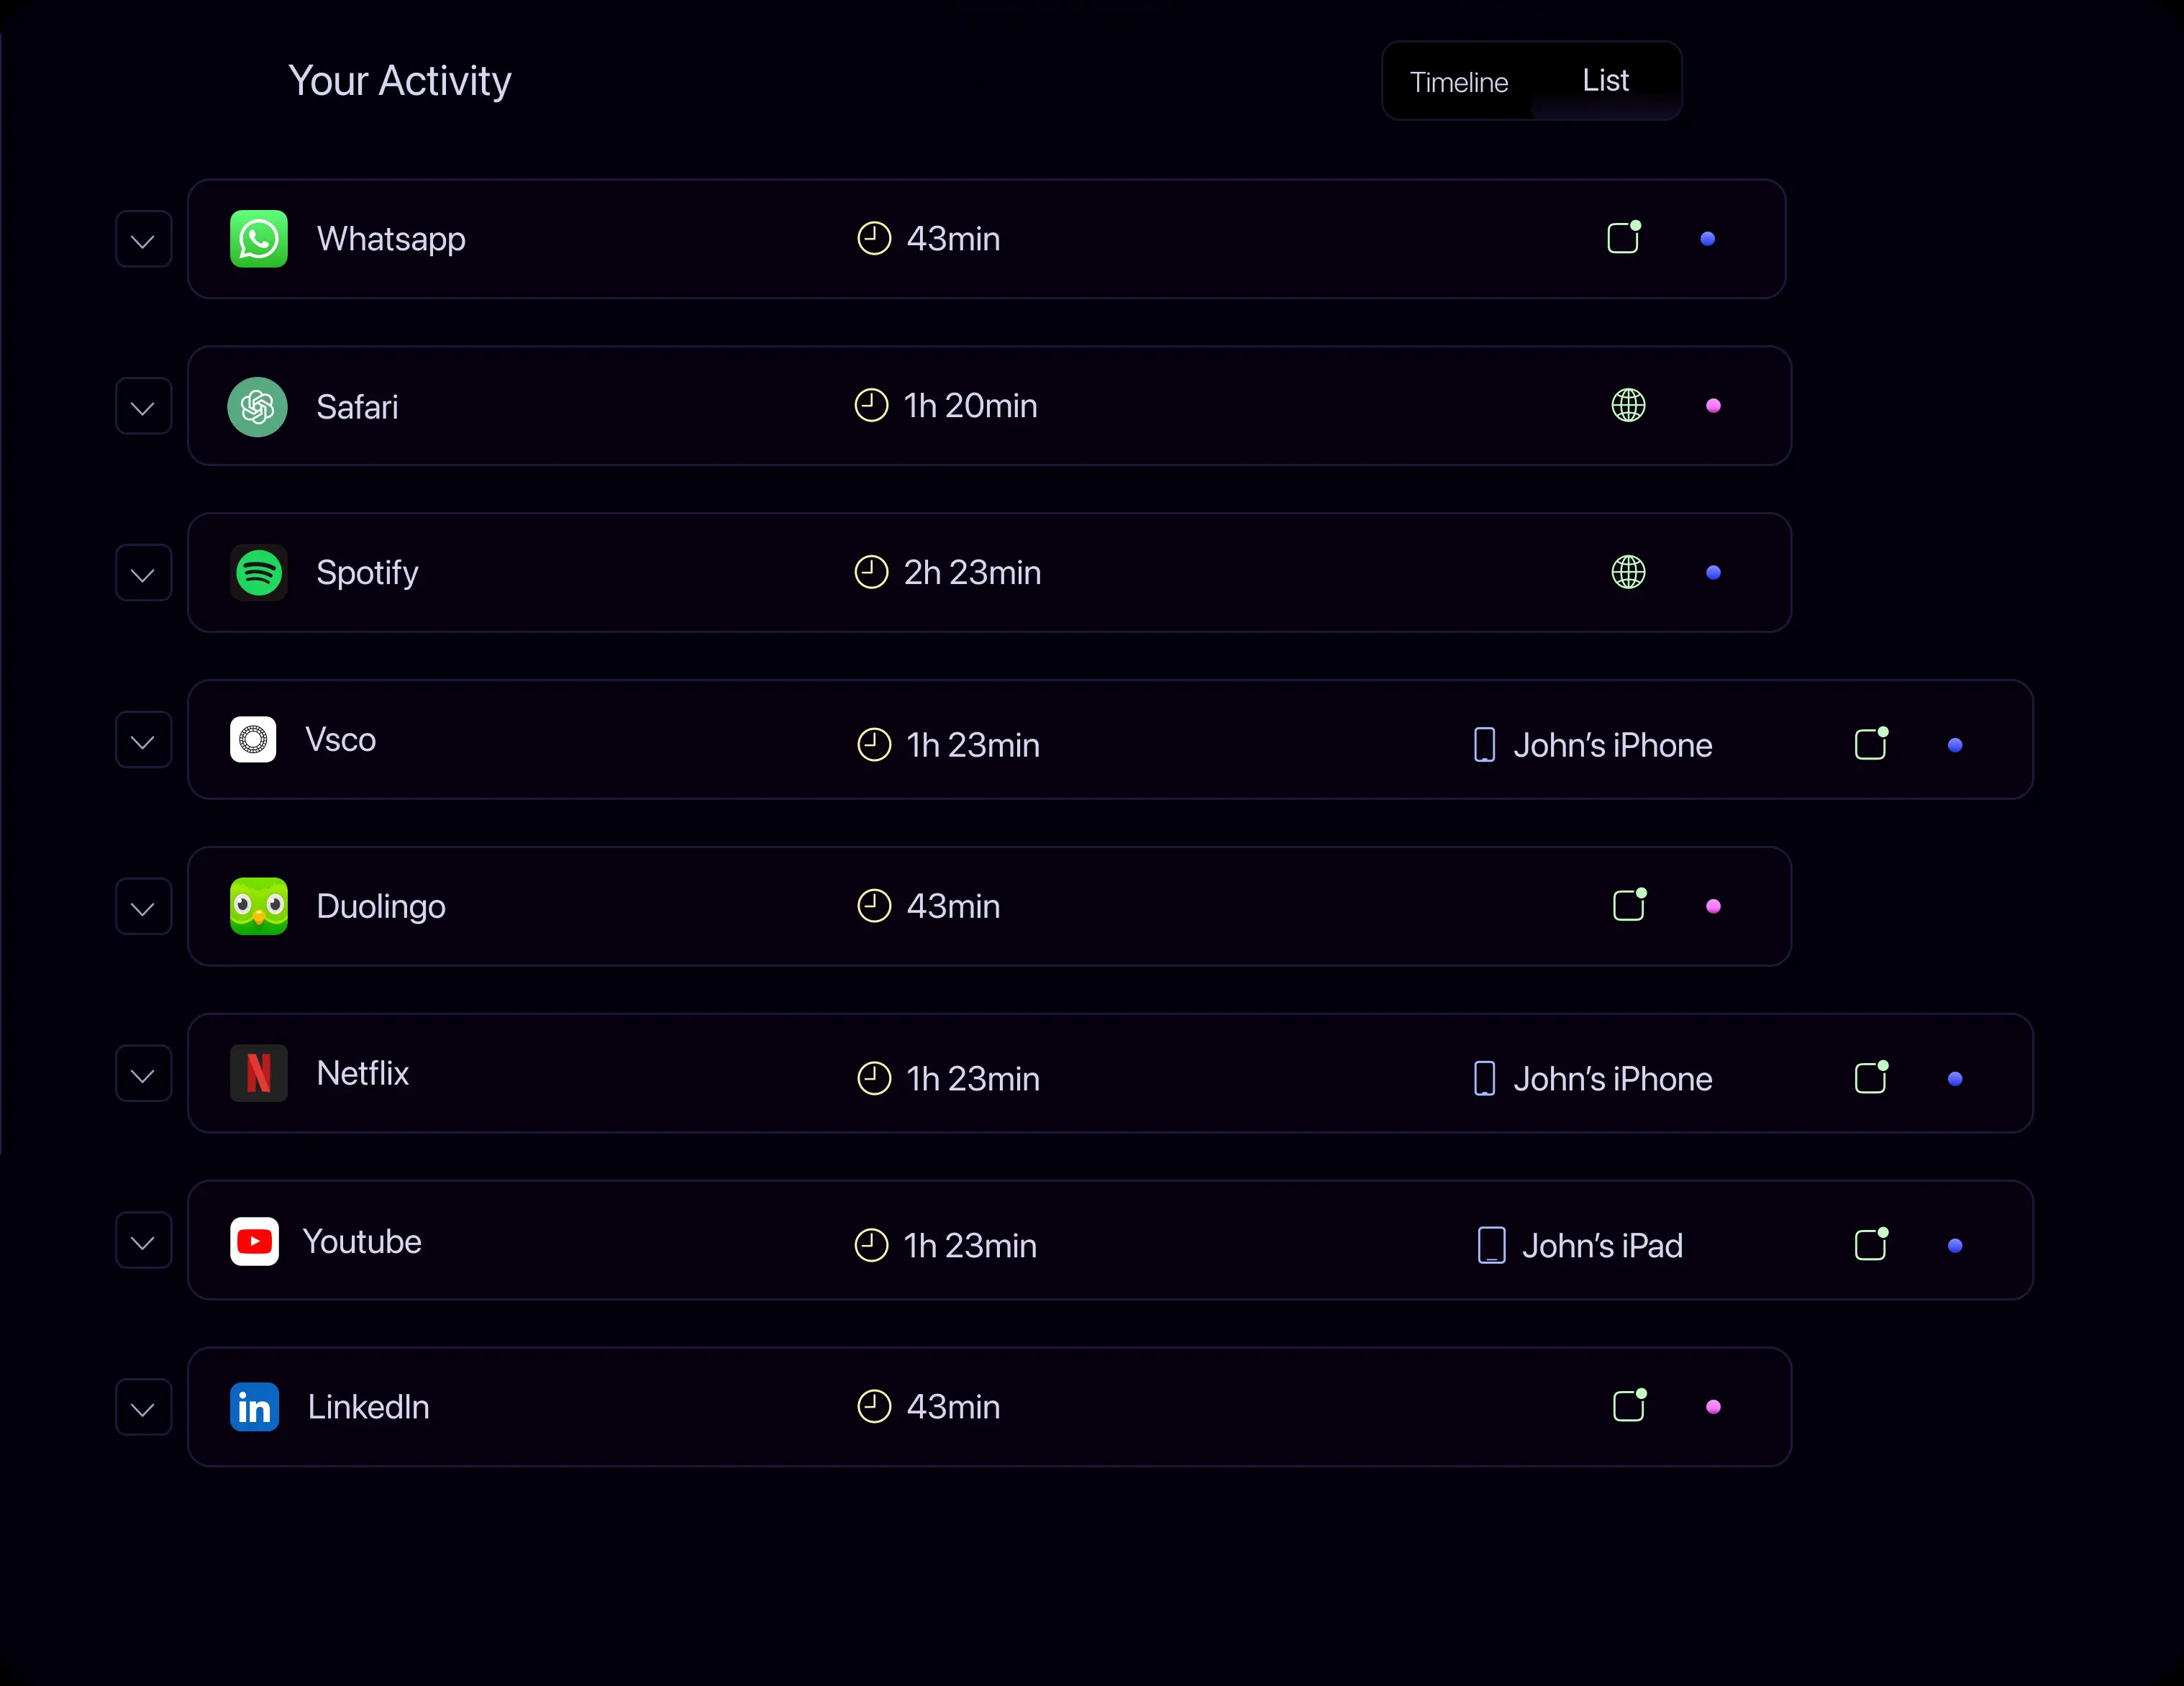 Your Activity
Timeline List
Whatsapp 43min
Safari 1h 20min
Spotify 2h 23min
Vsco 1h 23min John’s iPhone
Duolingo 43min
Netflix 1h 23min John’s iPhone
Youtube 1h 23min John’s iPad
in LinkedIn 43min